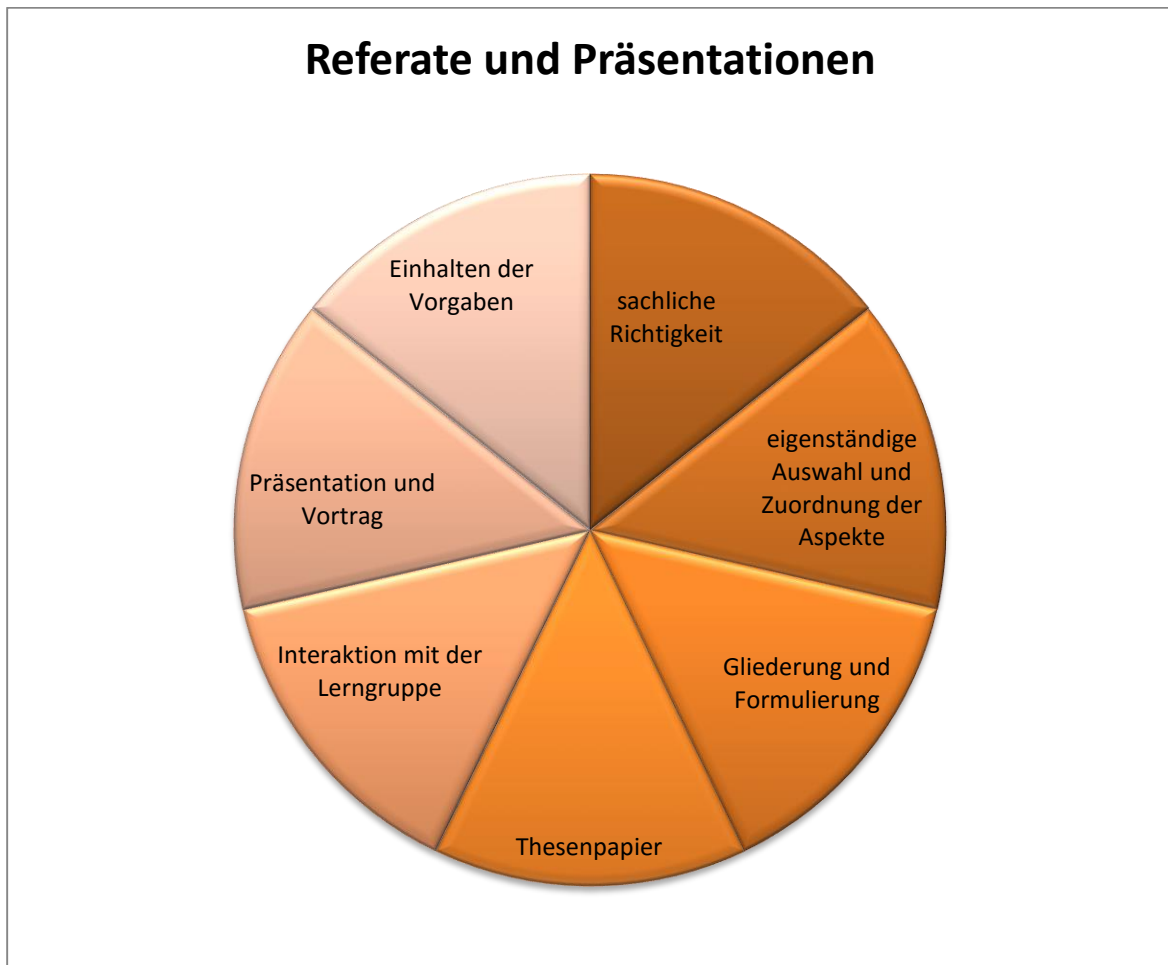 Referate und Präsentationen
sachliche
Richtigkeit
eigenständige
Auswahl und
Zuordnung der
Aspekte
Gliederung und
Formulierung
Thesenpapier
Interaktion mit der
Lerngruppe
Präsentation und
Vortrag
Einhalten der
Vorgaben